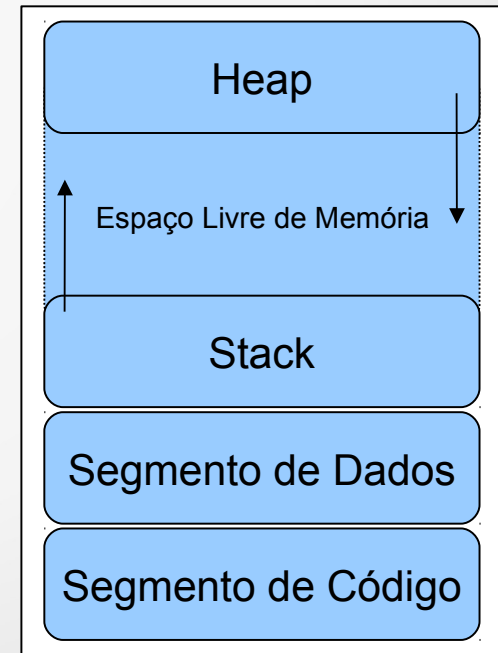 Heap
Espaço Livre de Memória
Stack
Segmento de Dados
Segmento de Código